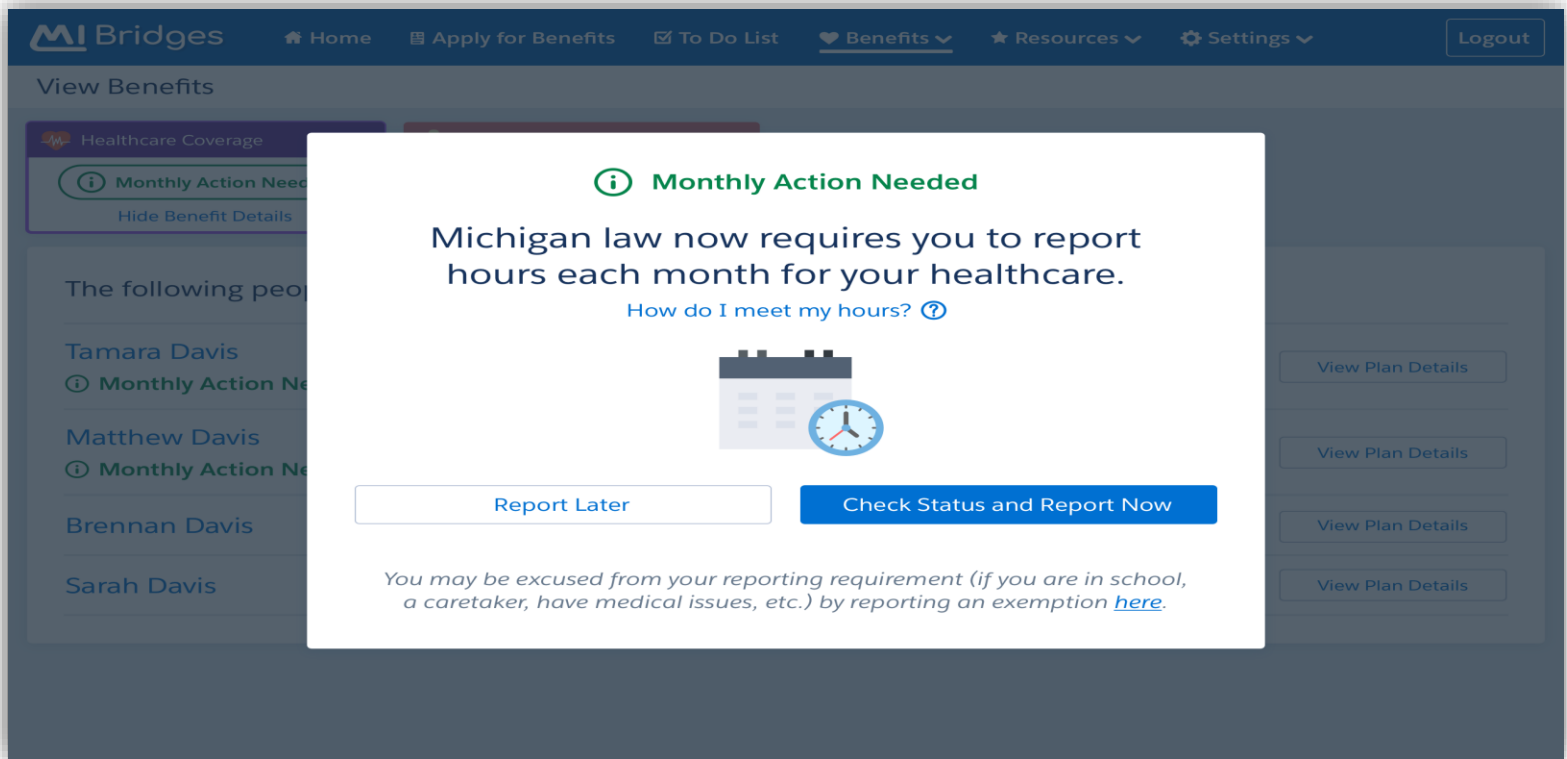 MI Bridges
Home
Apply for Benefits
To Do List
Benefits
Resources
Settings
Logout
View Benefits
Healthcare Coverage
Monthly Action
Hide Benefit Details
The following
Tamara Davis
Monthly Action
View Plan Details
Matthew Davis
Monthly Action
View Plan Details
Brennan Davis
View Plan Details
Sarah Davis
View Plan Details
Monthly Action Needed
Michigan law now requires you to report
hours each month for your healthcare.
How do I meet my hours?
Report Later
Check Status and Report Now
You may be excused from your reporting requirement (if you are in school,
a caretaker, have medical issues, etc.) by reporting an exemption here.